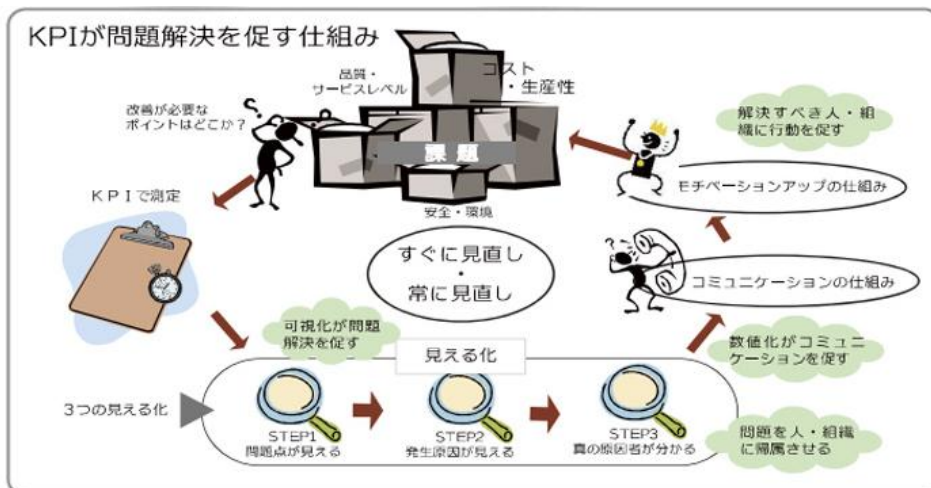 KPIが問題解決を促す仕組み
品質・
サービスレベル
コスト
・生産性
改善が必要な
ポイントはどこか?
課題
安全・環境
解決すべき人・組
織に行動を促す
モチベーションアップの仕組み
KPIで測定
すぐに見直し
・
常に見直し
コミュニケーションの仕組み
可視化が問題
解決を促す
見える化
数値化がコミュニ
ケーションを促す
3つの見える化
STEP1
問題点が見える
STEP2
発生原因が見える
STEP3
真の原因者が分かる
問題を人・組織
に帰属させる